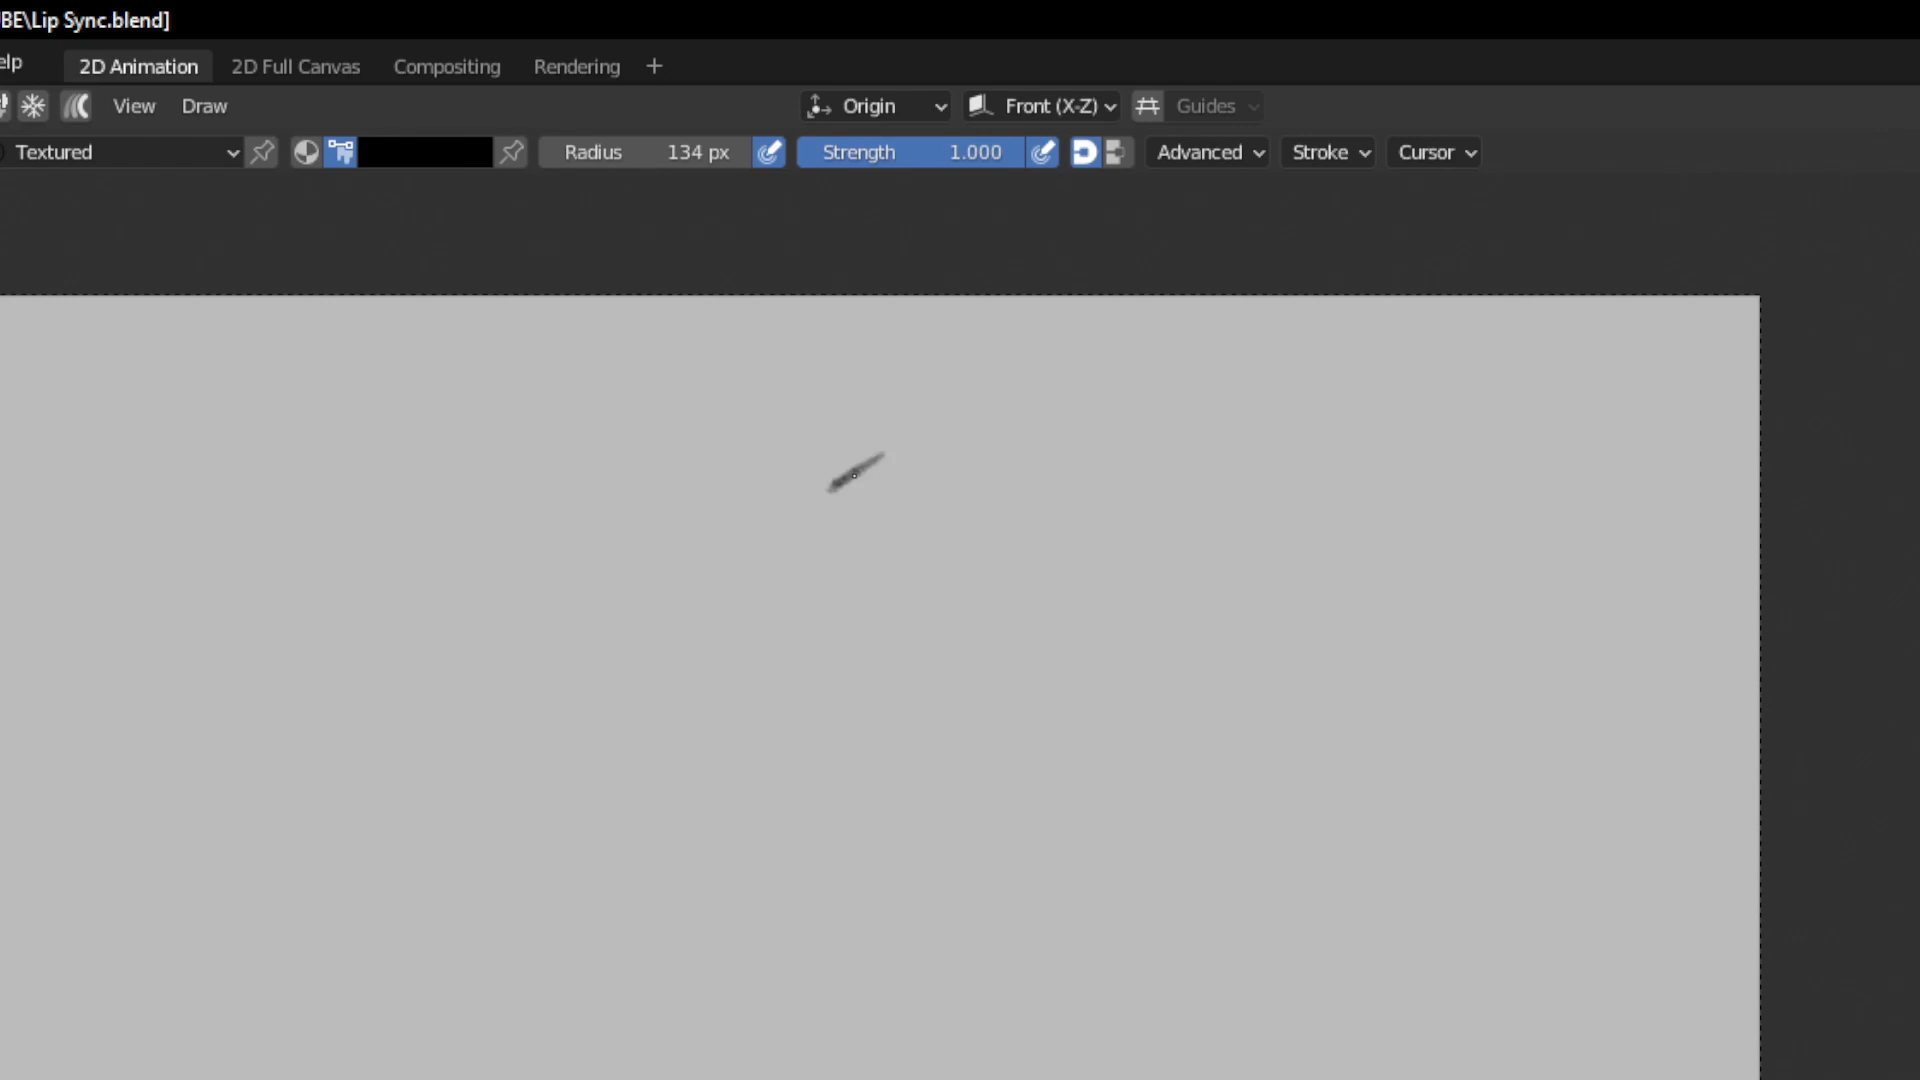 BE\Lip Sync.blend]
elp 2D Animation 2D Full Canvas Compositing Rendering +
View Draw Origin Front (X-Z) Guides
Textured Radius 134 px Strength 1.000 Advanced Stroke Cursor